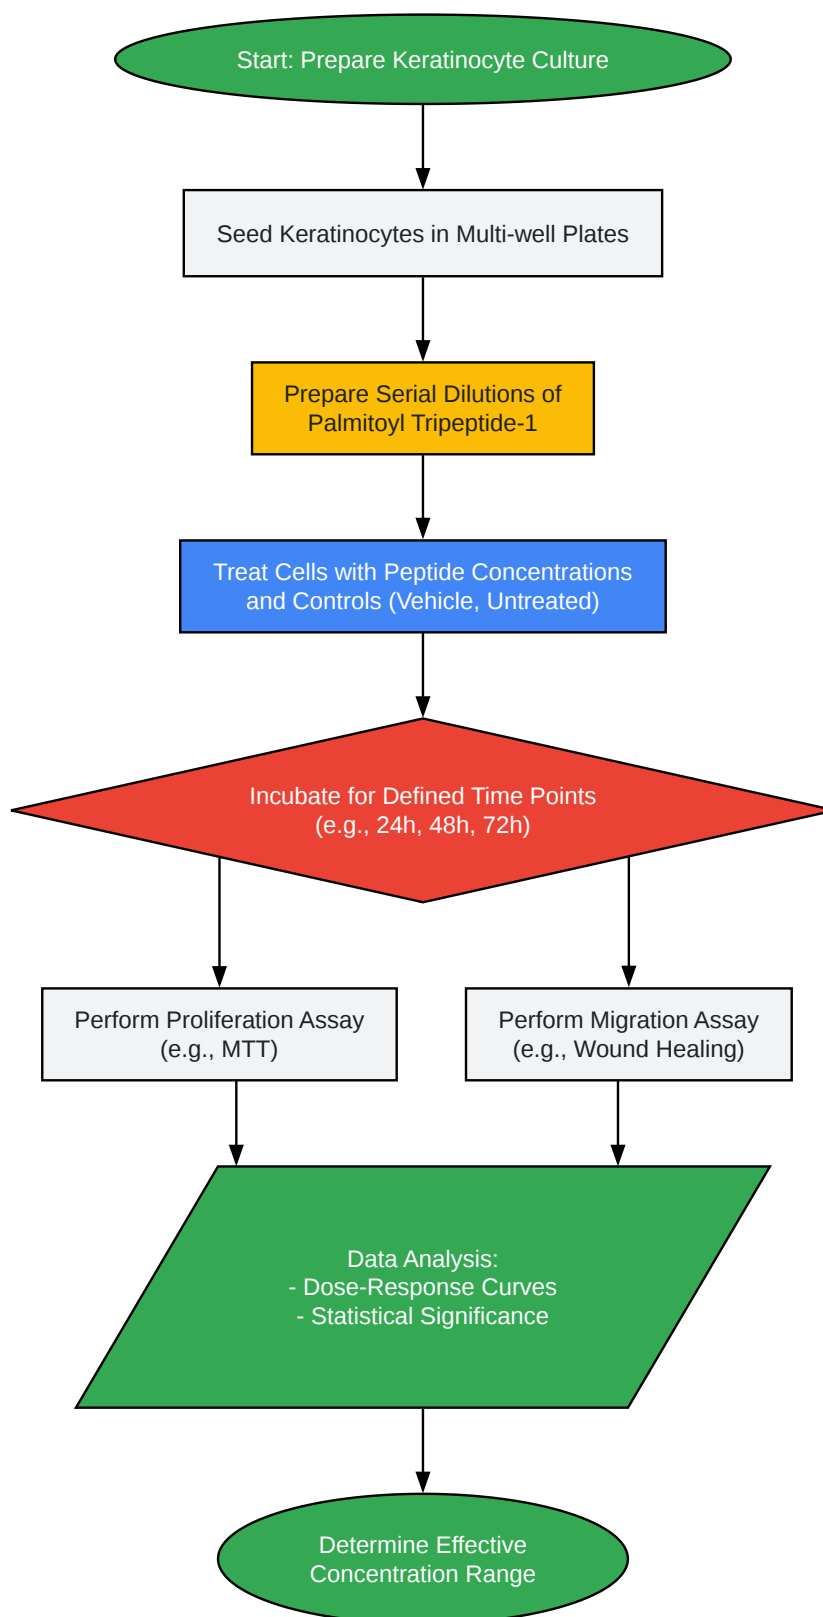 Start: Prepare Keratinocyte Culture
Seed Keratinocytes in Multi-well Plates
Prepare Serial Dilutions of
Palmitoyl Tripeptide-1
Treat Cells with Peptide Concentrations
and Controls (Vehicle, Untreated)
Incubate for Defined Time Points
(e.g., 24h, 48h, 72h)
Perform Proliferation Assay
(e.g., MTT)
Perform Migration Assay
(e.g., Wound Healing)
Data Analysis:
- Dose-Response Curves
- Statistical Significance
Determine Effective
Concentration Range